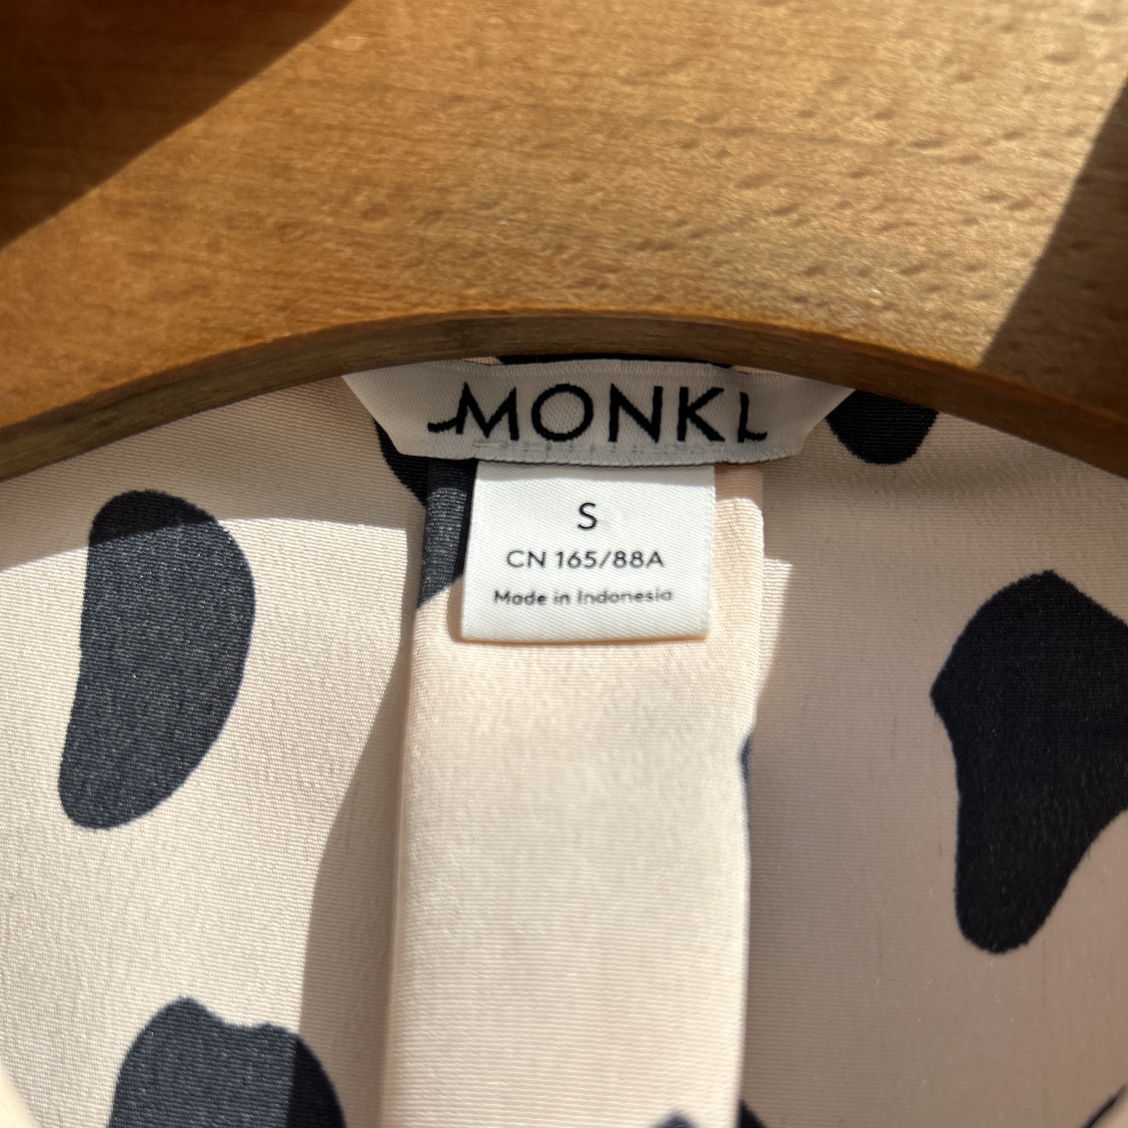 MONKI
S
CN 165/88A
Made in Indonesia